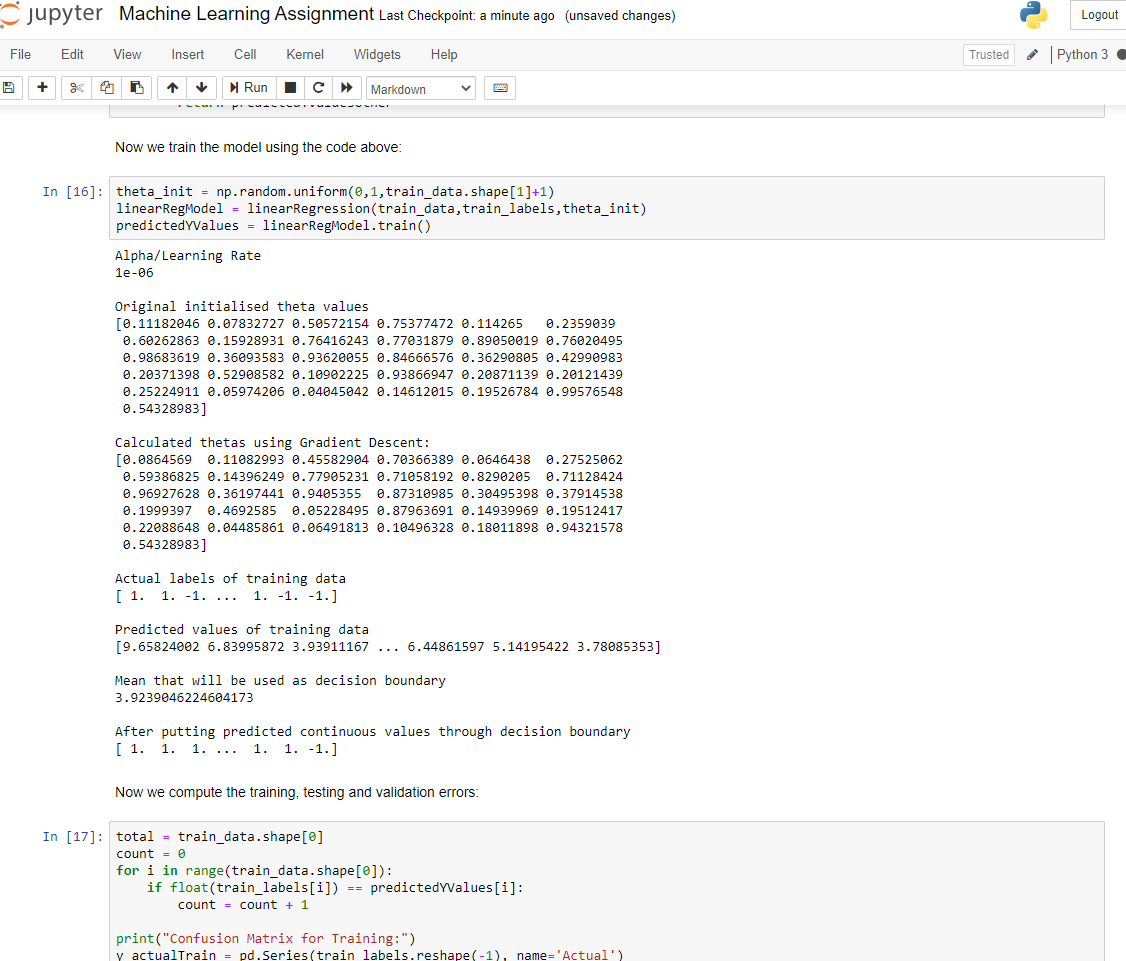 jupyter Machine Learning Assignment Last Checkpoint: a minute ago (unsaved changes) Logout
File Edit View Insert Cell Kernel Widgets Help Trusted Python 3
Run Markdown
return predictedYValuesOther
Now we train the model using the code above:
In [16]: theta_init = np.random.uniform(0,1,train_data.shape[1]+1)
linearRegModel = linearRegression(train_data,train_labels,theta_init)
predictedYValues = linearRegModel.train()
Alpha/Learning Rate
1e-06
Original initialised theta values
[0.11182046 0.07832727 0.50572154 0.75377472 0.114265 0.2359039
0.60262863 0.15928931 0.76416243 0.77031879 0.89050019 0.76020495
0.98683619 0.36093583 0.93620055 0.84666576 0.36290805 0.42990983
0.20371398 0.52908582 0.10902225 0.93866947 0.20871139 0.20121439
0.25224911 0.05974206 0.04045042 0.14612015 0.19526784 0.99576548
0.54328983]
Calculated thetas using Gradient Descent:
[0.0864569 0.11082993 0.45582904 0.70366389 0.0646438 0.27525062
0.59386825 0.14396249 0.77905231 0.71058192 0.8290205 0.71128424
0.96927628 0.36197441 0.9405355 0.87310985 0.30495398 0.37914538
0.1999397 0.4692585 0.05228495 0.87963691 0.14939969 0.19512417
0.22088648 0.04485861 0.06491813 0.10496328 0.18011898 0.94321578
0.54328983]
Actual labels of training data
[ 1. 1. -1. ... 1. -1. -1.]
Predicted values of training data
[9.65824002 6.83995872 3.93911167 ... 6.44861597 5.14195422 3.78085353]
Mean that will be used as decision boundary
3.9239046224604173
After putting predicted continuous values through decision boundary
[ 1. 1. 1. ... 1. 1. -1.]
Now we compute the training, testing and validation errors:
In [17]: total = train_data.shape[0]
count = 0
for i in range(train_data.shape[0]):
if float(train_labels[i]) == predictedYValues[i]:
count = count + 1
print("Confusion Matrix for Training:")
y_actualTrain = pd.Series(train_labels.reshape(-1), name='Actual')